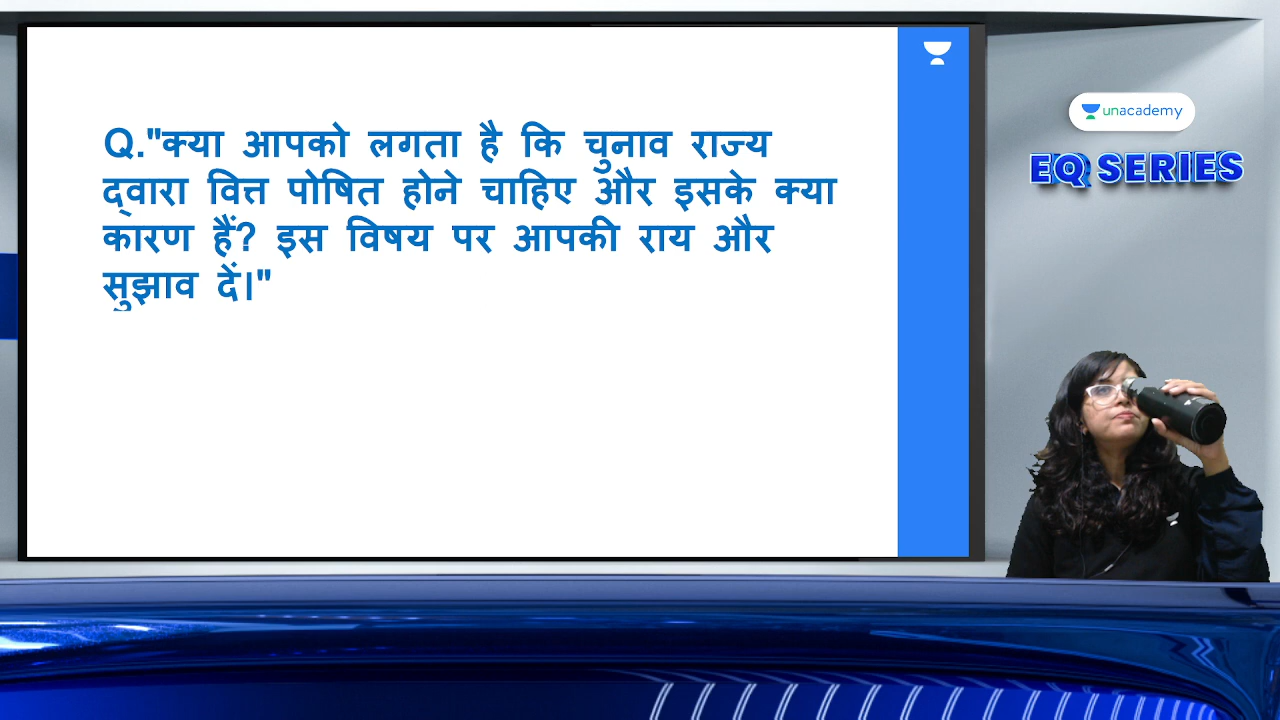 Q."क्या आपको लगता है कि चुनाव राज्य
द्वारा वित्त पोषित होने चाहिए और इसके क्या
कारण हैं? इस विषय पर आपकी राय और
सुझाव दें।"
unacademy
EQ SERIES